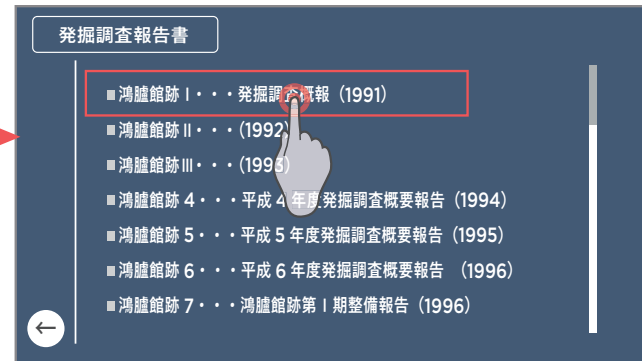 発掘調査報告書
■鴻臚館跡Ⅰ・・・発掘調査概報（1991）
■鴻臚館跡Ⅱ・・・（1992）
■鴻臚館跡Ⅲ・・・（1993）
■鴻臚館跡 4・・・平成 4 年度発掘調査概要報告（1994）
■鴻臚館跡 5・・・平成 5 年度発掘調査概要報告（1995）
■鴻臚館跡 6・・・平成 6 年度発掘調査概要報告 （1996）
■鴻臚館跡 7・・・鴻臚館跡第Ⅰ期整備報告（1996）
←